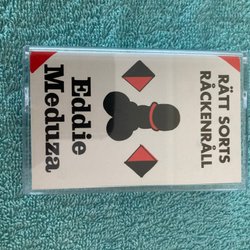 RÄTT SORTS
RÅCKENRÅLL
Eddie
Meduza